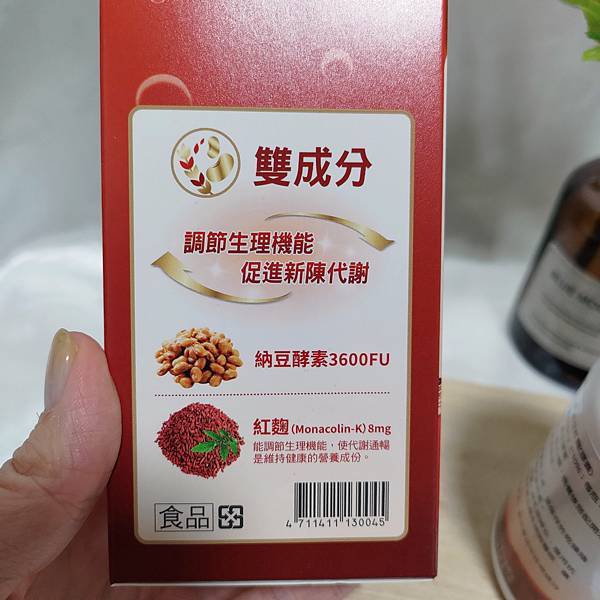 雙成分
調節生理機能
促進新陳代謝
納豆酵素3600FU
紅麴(Monacolin-K)8mg
能調節生理機能，使代謝通暢
是維持健康的營養成份。
食品
4 711411 130045